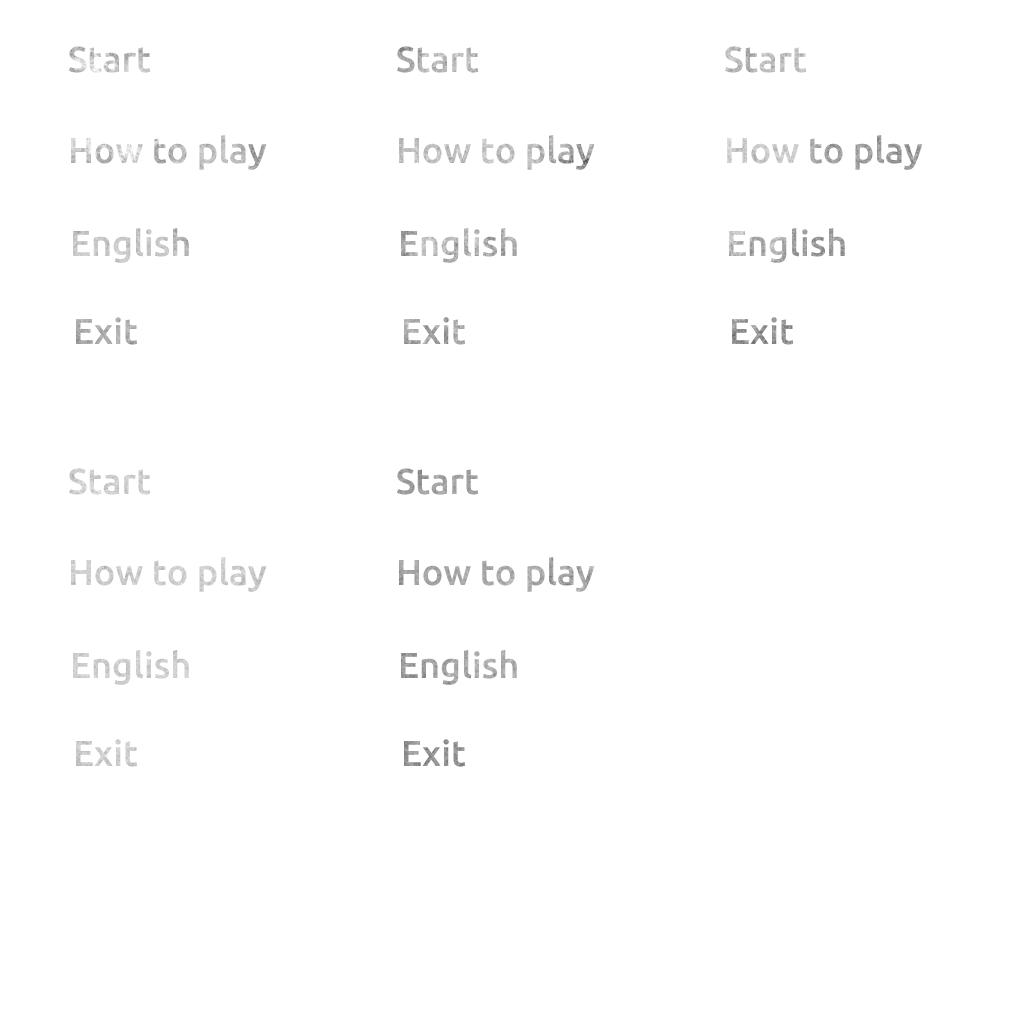 Start Start Start
How to play How to play How to play
English English English
Exit Exit Exit
Start Start
How to play How to play
English English
Exit Exit